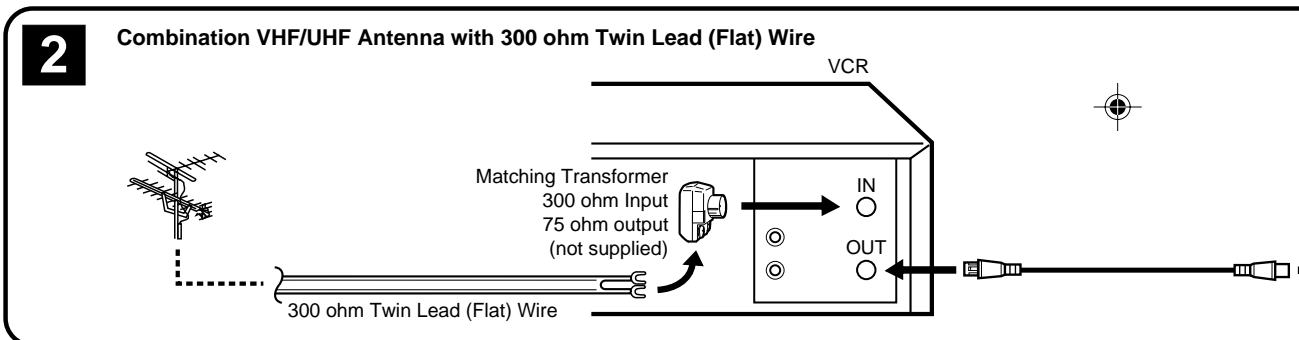 2
Combination VHF/UHF Antenna with 300 ohm Twin Lead (Flat) Wire
VCR
Matching Transformer
300 ohm Input
75 ohm output
(not supplied)
IN
OUT
300 ohm Twin Lead (Flat) Wire